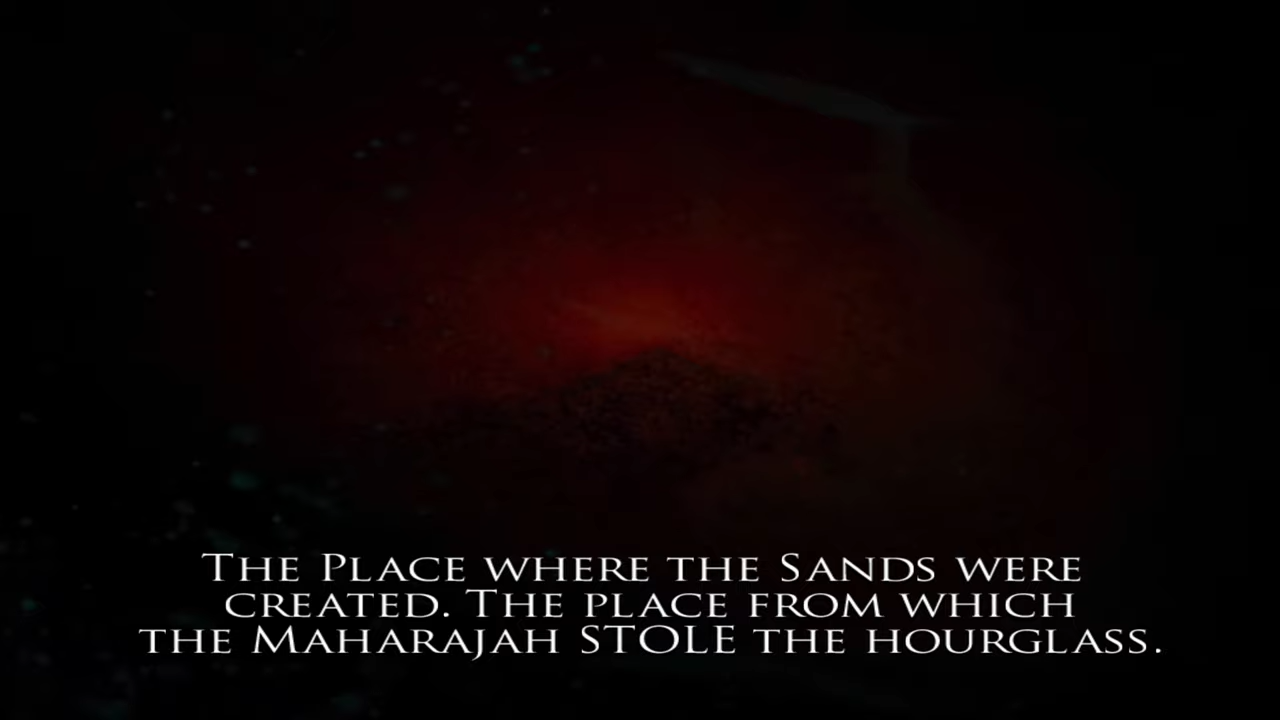 The Place where the Sands were
created. The place from which
the Maharajah STOLE the hourglass.